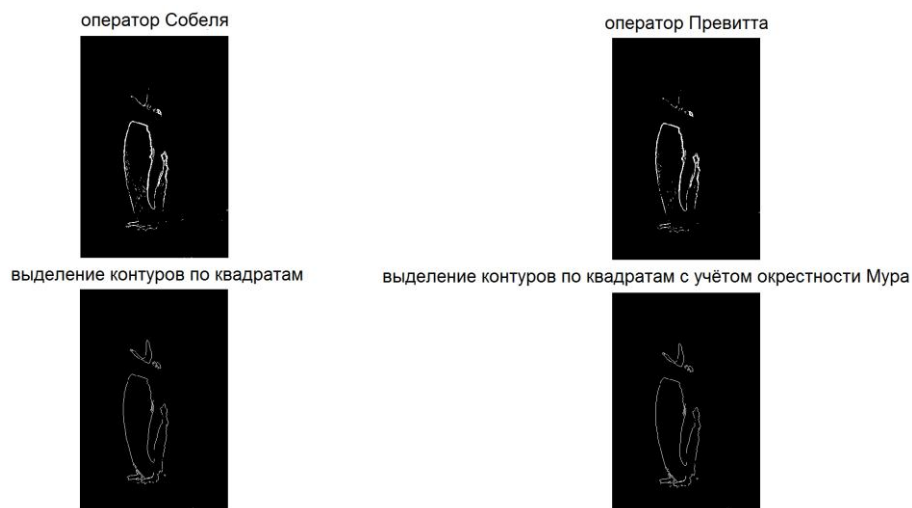 оператор Собеля
оператор Превитта
выделение контуров по квадратам
выделение контуров по квадратам с учётом окрестности Мура